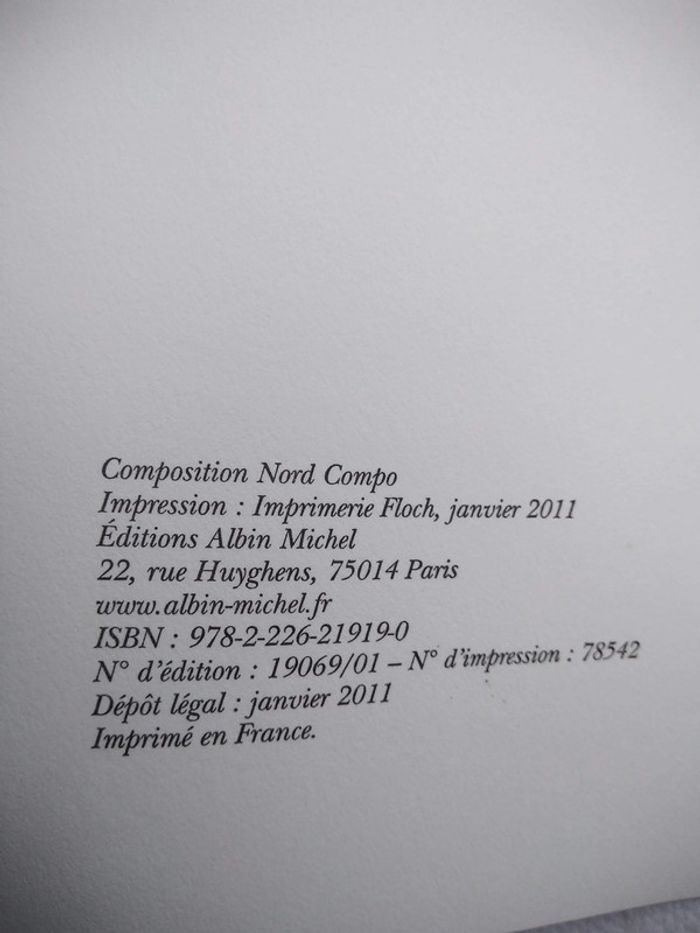 Composition Nord Compo
Impression : Imprimerie Floch, janvier 2011
Éditions Albin Michel
22, rue Huyghens, 75014 Paris
www.albin-michel.fr
ISBN : 978-2-226-21919-0
N° d'édition : 19069/01 – N° d'impression : 78542
Dépôt légal : janvier 2011
Imprimé en France.